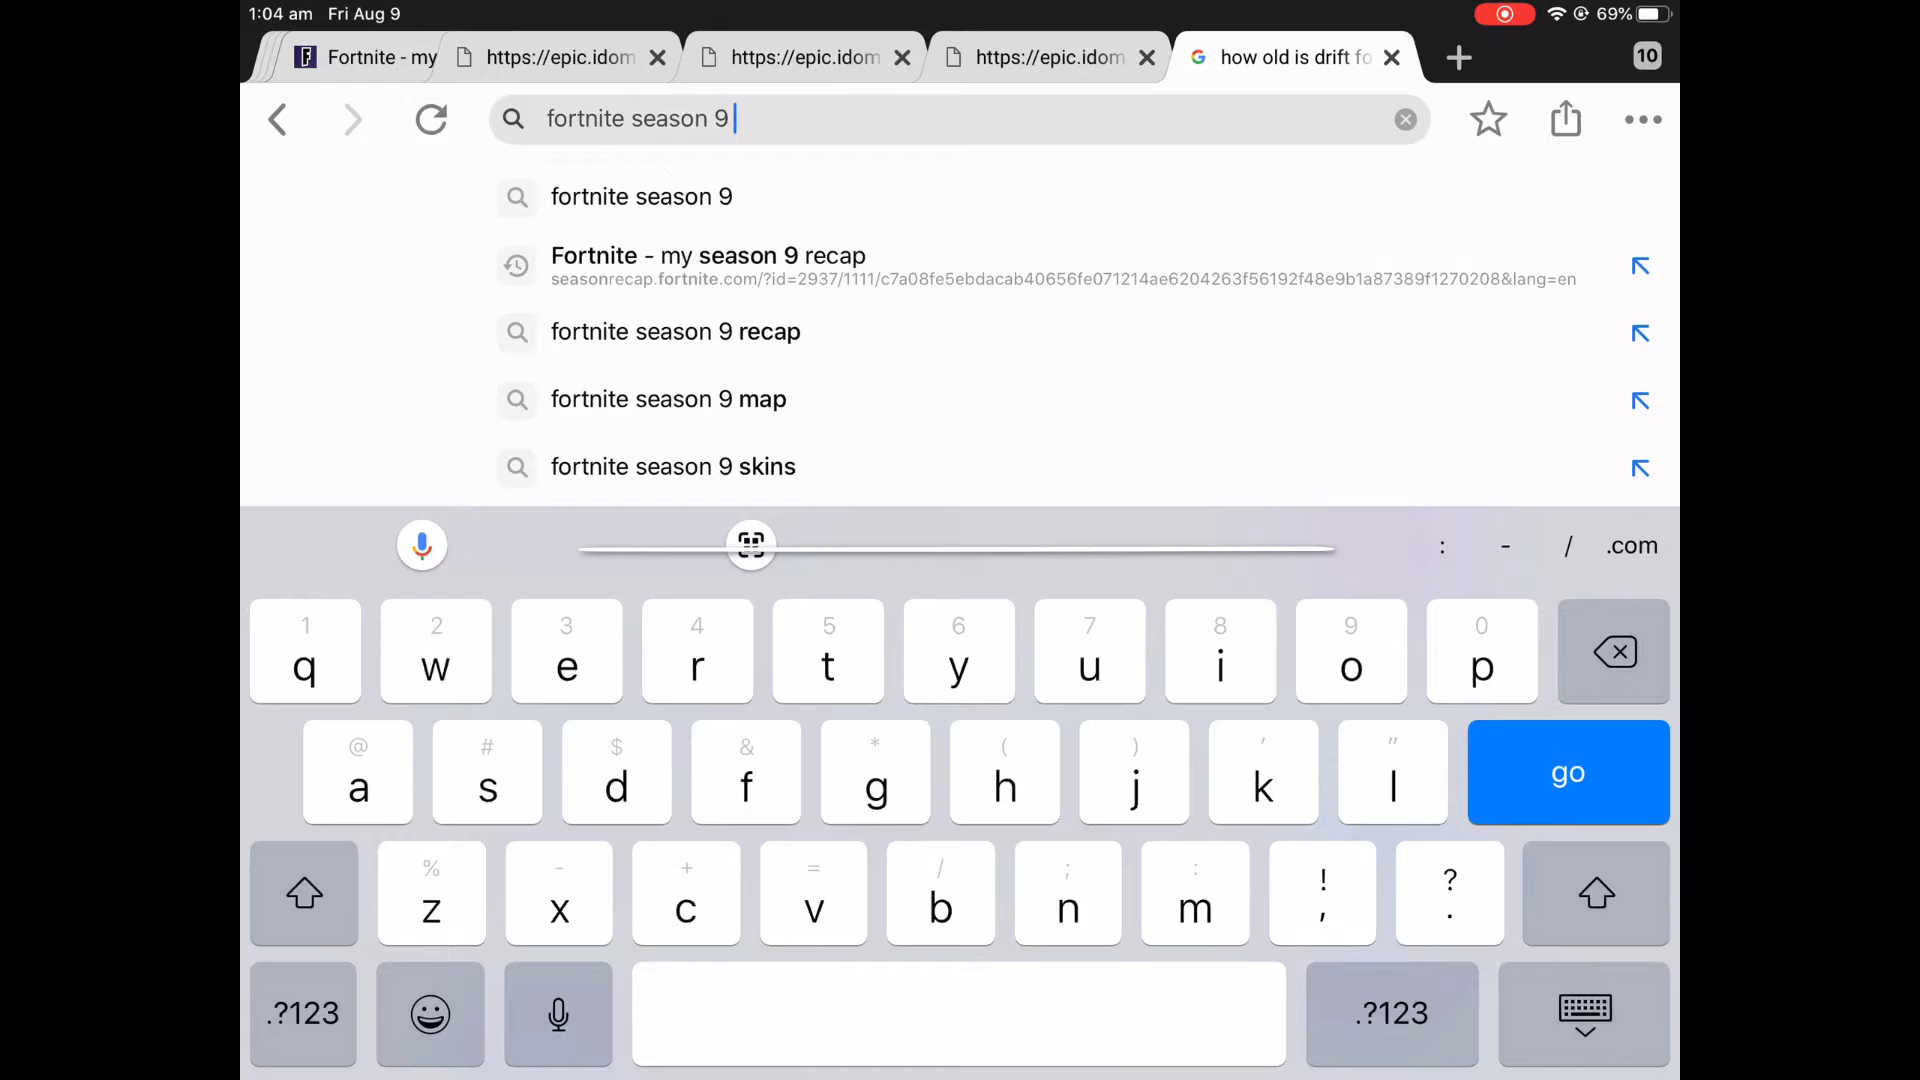 1:04 am Fri Aug 9
69%
Fortnite - my
https://epic.idom
https://epic.idom
https://epic.idom
how old is drift fo
10
fortnite season 9
fortnite season 9
Fortnite - my season 9 recap
seasonrecap.fortnite.com/?id=2937/1111/c7a08fe5ebdacab40656fe071214ae6204263f56192f48e9b1a87389f1270208&lang=en
fortnite season 9 recap
fortnite season 9 map
fortnite season 9 skins
: - / .com
1 2 3 4 5 6 7 8 9 0
q w e r t y u i o p
@ # $ & * ( ) ' "
a s d f g h j k l go
% - + = / ; : ! ?
z x c v b n m , .
.?123 .?123